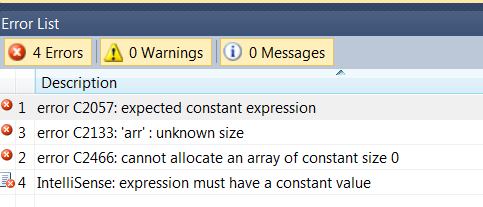 Error List
4 Errors 0 Warnings 0 Messages
Description
1 error C2057: expected constant expression
3 error C2133: 'arr' : unknown size
2 error C2466: cannot allocate an array of constant size 0
4 IntelliSense: expression must have a constant value